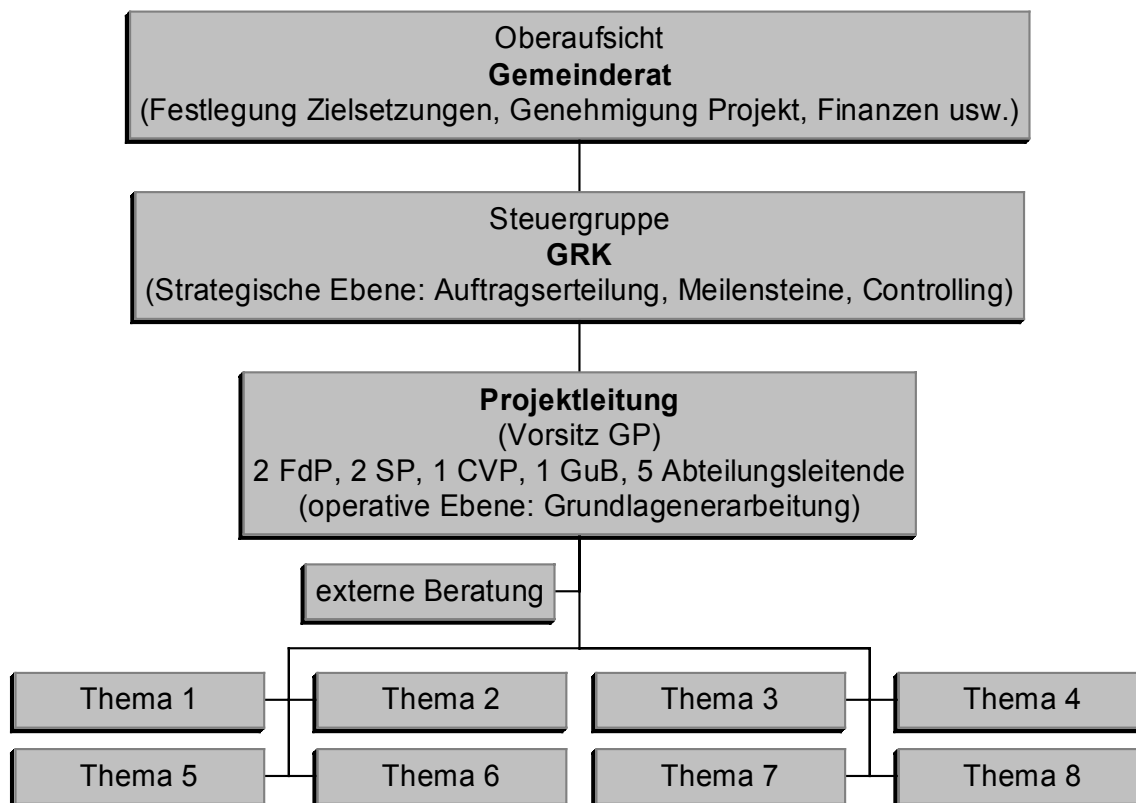 Oberaufsicht
Gemeinderat
(Festlegung Zielsetzungen, Genehmigung Projekt, Finanzen usw.)
Steuergruppe
GRK
(Strategische Ebene: Auftragserteilung, Meilensteine, Controlling)
Projektleitung
(Vorsitz GP)
2 FdP, 2 SP, 1 CVP, 1 GuB, 5 Abteilungsleitende
(operative Ebene: Grundlagenerarbeitung)
externe Beratung
Thema 1
Thema 2
Thema 3
Thema 4
Thema 5
Thema 6
Thema 7
Thema 8